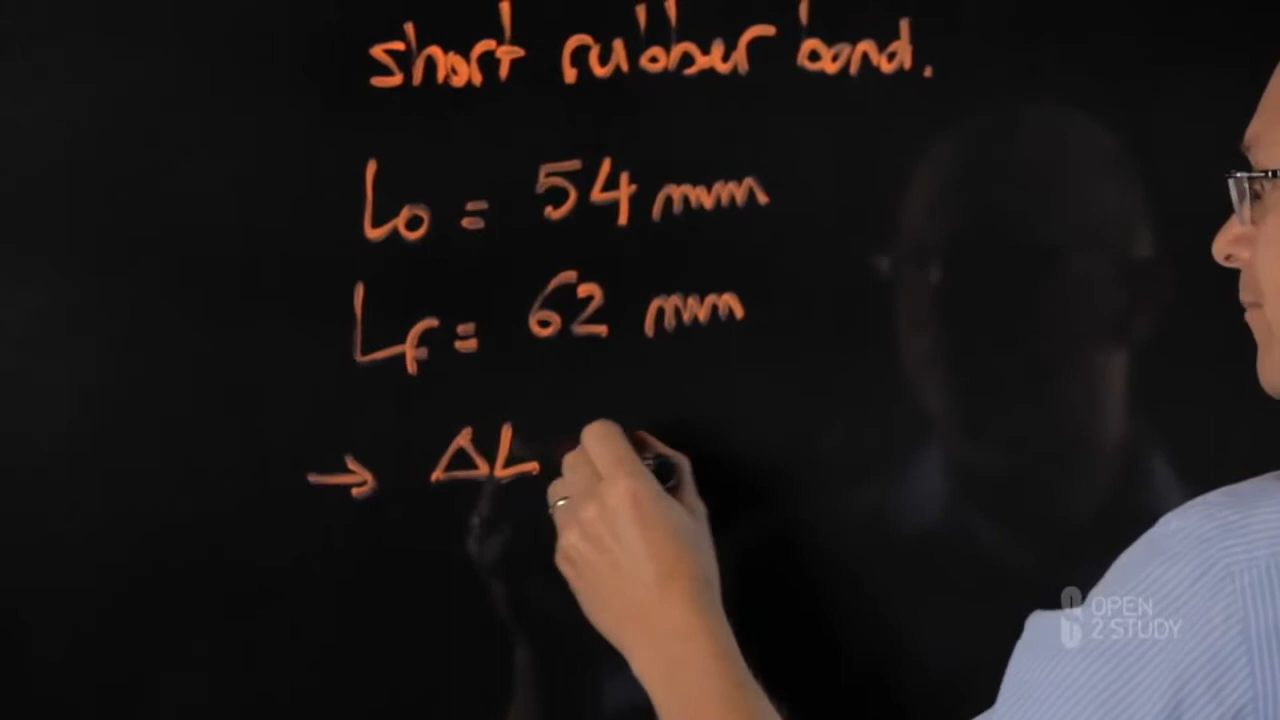 short rubber band.
Lo = 54 mm
Lf = 62 mm
→ ΔL
OPEN
2 STUDY